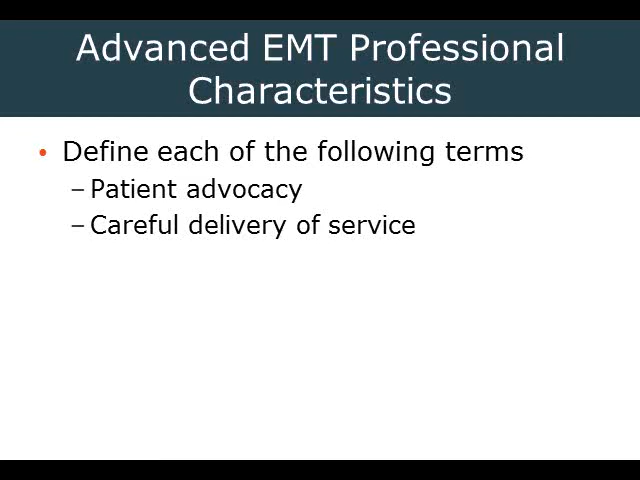 Advanced EMT Professional
Characteristics
• Define each of the following terms
– Patient advocacy
– Careful delivery of service